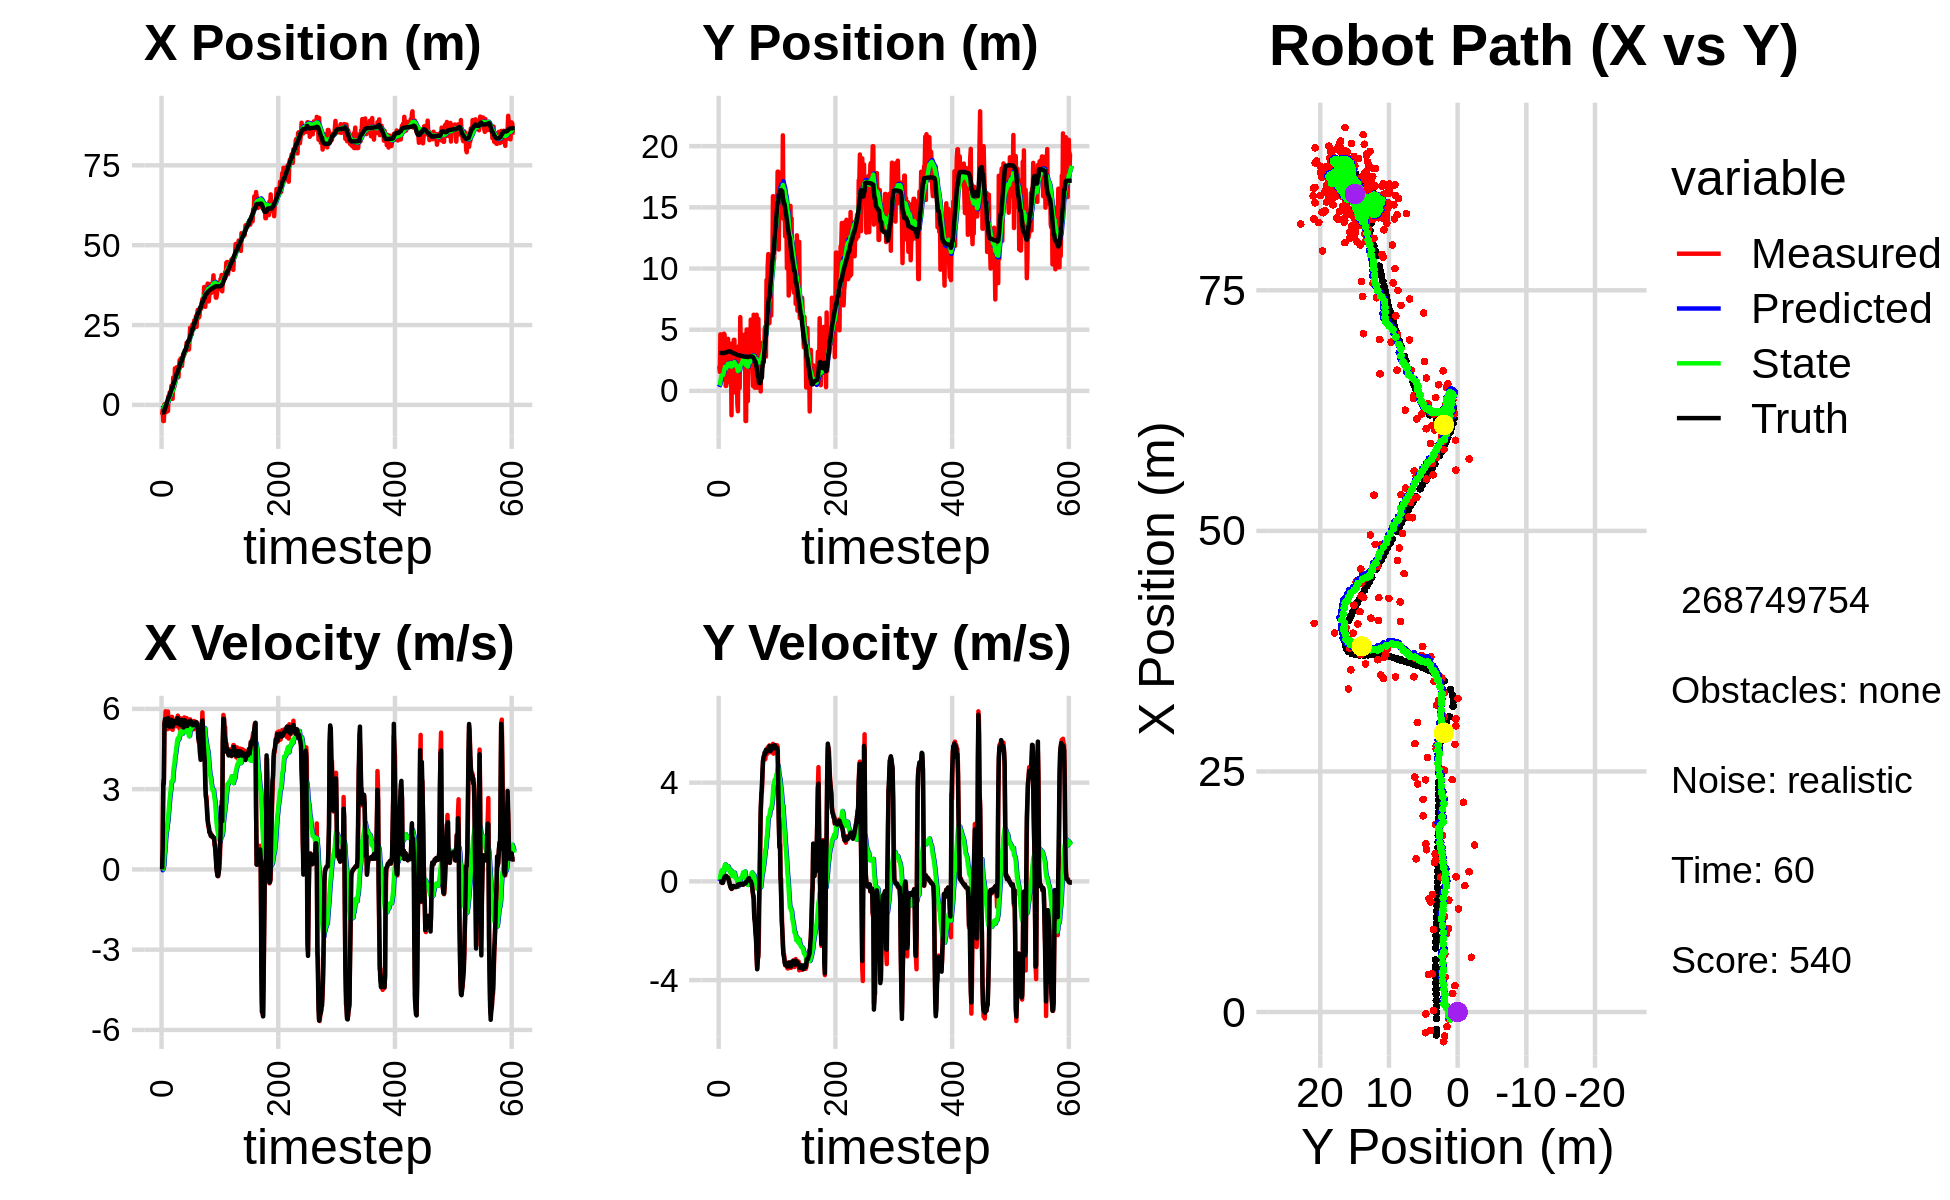 X Position (m)
75
50
25
0
0
200
400
600
timestep
Y Position (m)
20
15
10
5
0
0
200
400
600
timestep
X Velocity (m/s)
6
3
0
-3
-6
0
200
400
600
timestep
Y Velocity (m/s)
4
0
-4
0
200
400
600
timestep
Robot Path (X vs Y)
X Position (m)
75
50
25
0
20 10 0 -10 -20
Y Position (m)
variable
Measured
Predicted
State
Truth
268749754
Obstacles: none
Noise: realistic
Time: 60
Score: 540